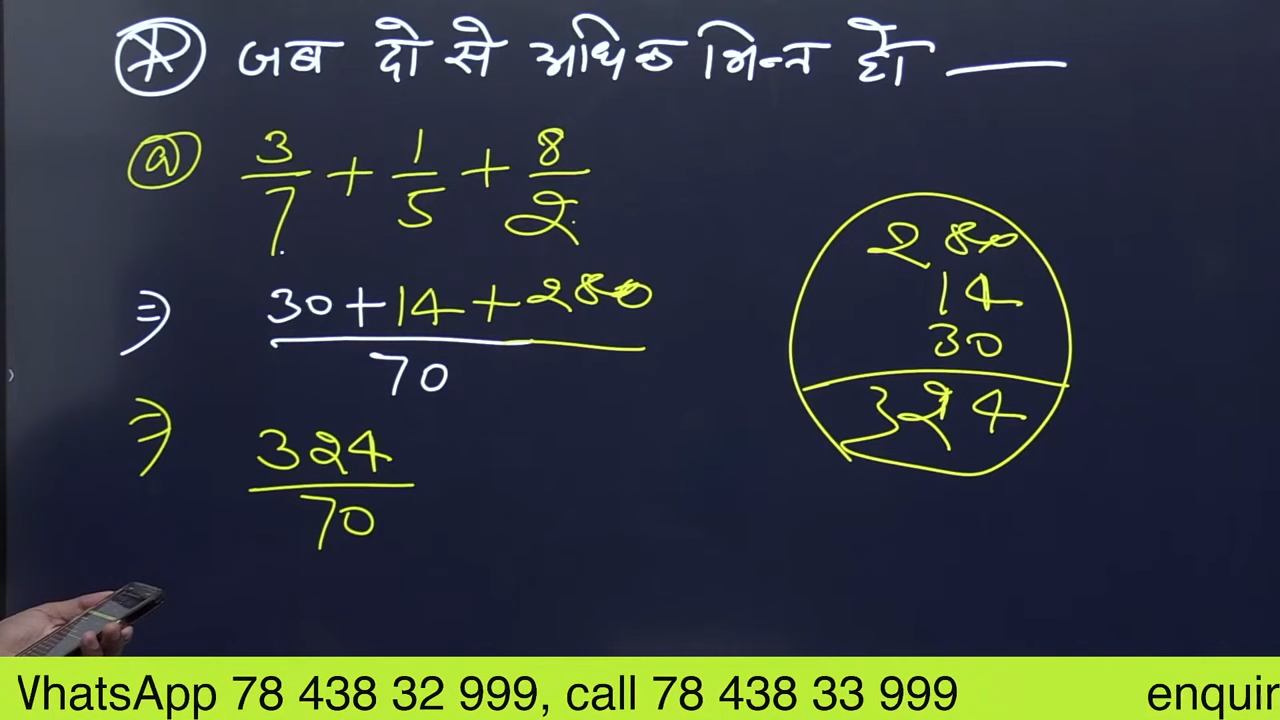 जब दो से अधिक भिन्न हो —
a 3/7 + 1/5 + 8/2
⇒ 30+14+280/70
⇒ 324/70
280
14
30
324
WhatsApp 78 438 32 999, call 78 438 33 999 enquir